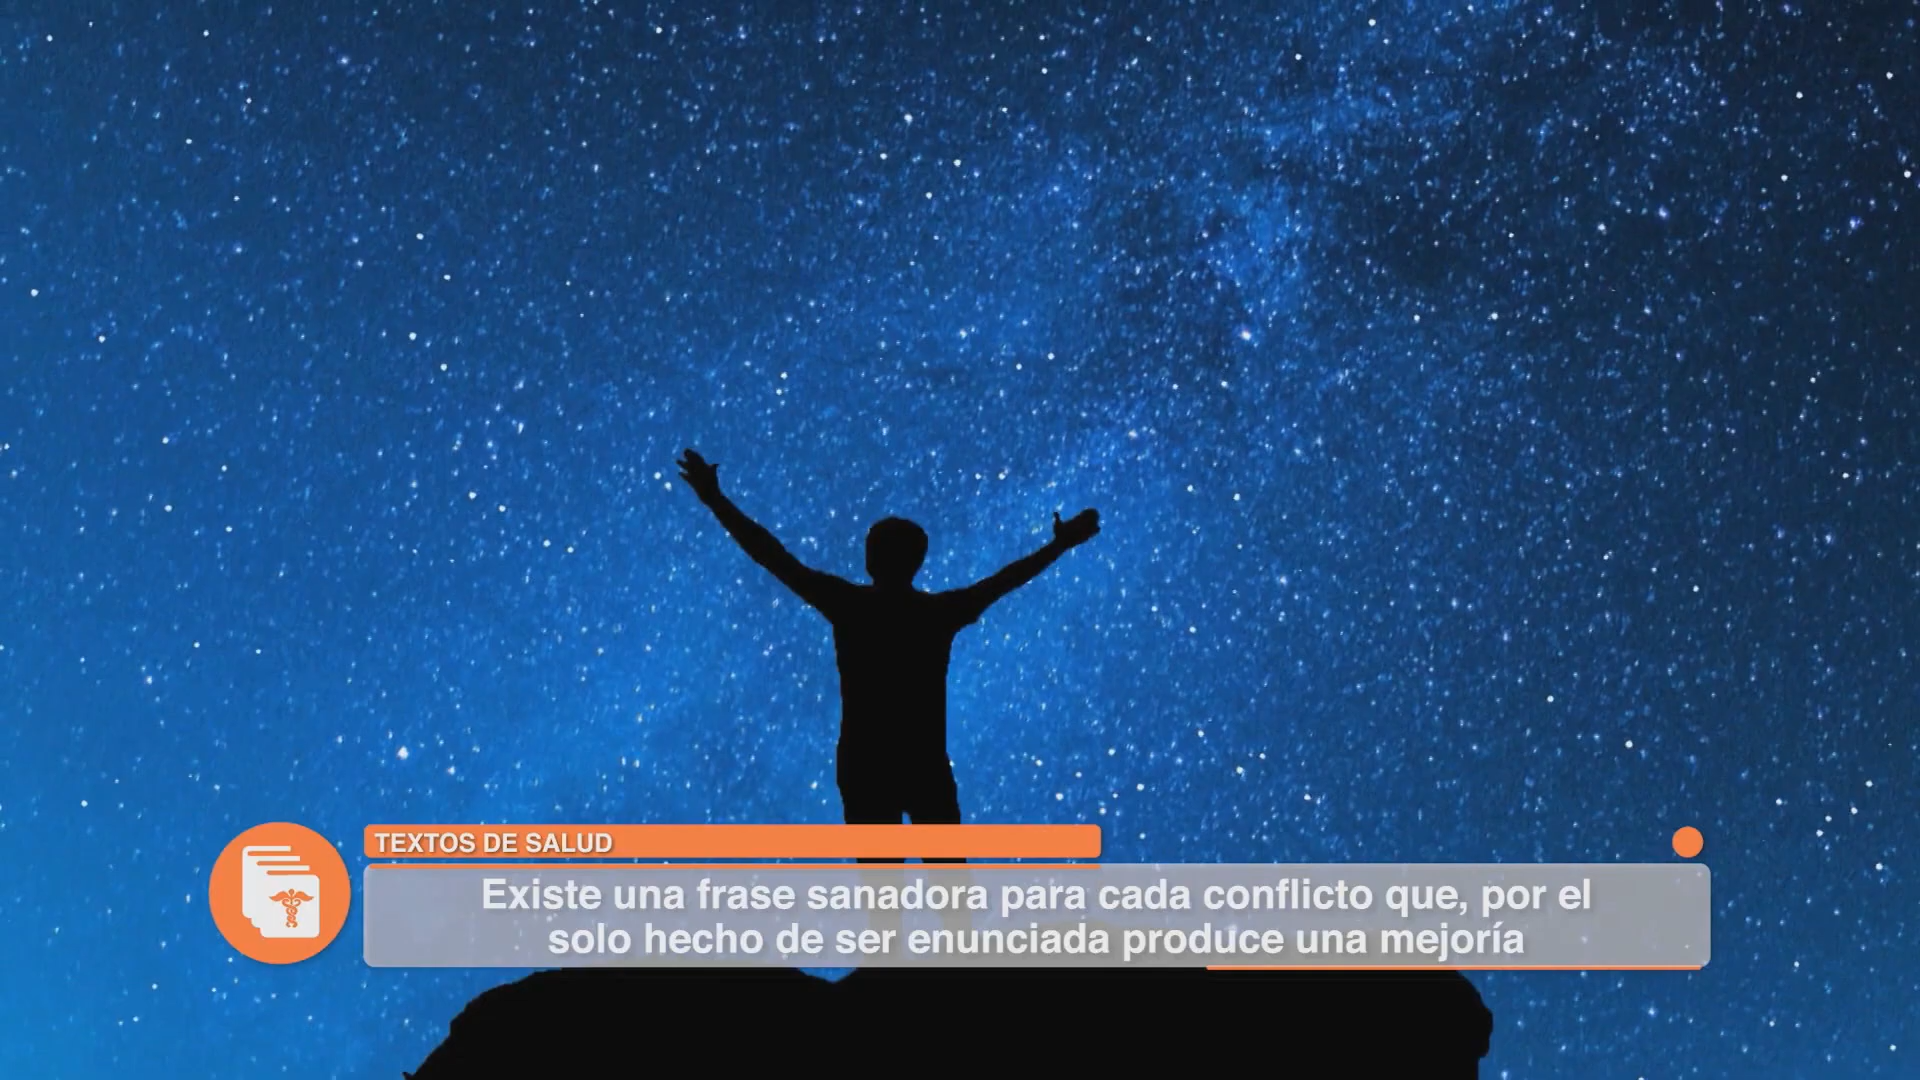 TEXTOS DE SALUD
Existe una frase sanadora para cada conflicto que, por el
solo hecho de ser enunciada produce una mejoría